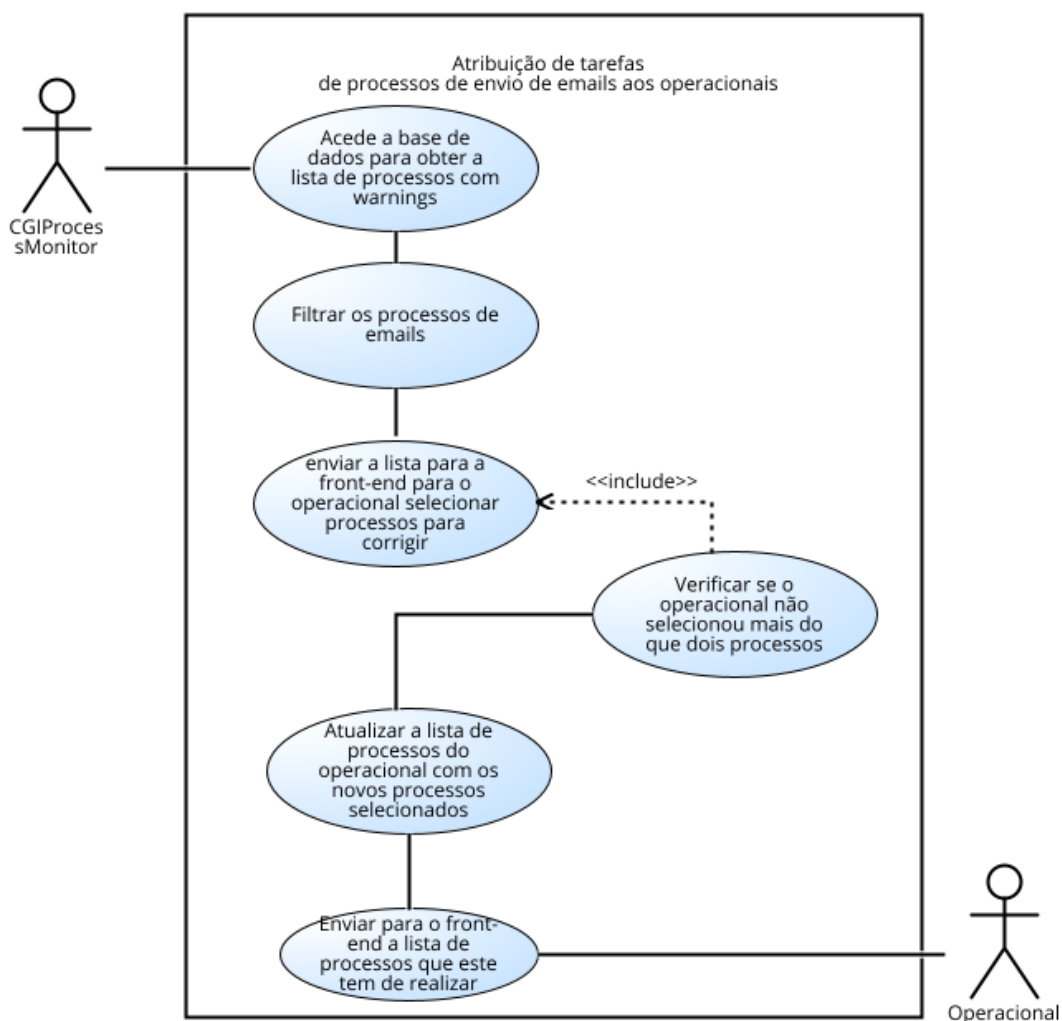 Atribuição de tarefas
de processos de envio de emails aos operacionais
Acede a base de
dados para obter a
lista de processos com
warnings
CGIProces
sMonitor
Filtrar os processos de
emails
enviar a lista para a
front-end para o
operacional selecionar
processos para
corrigir
<<include>>
Verificar se o
operacional não
selecionou mais do
que dois processos
Atualizar a lista de
processos do
operacional com os
novos processos
selecionados
Enviar para o front-
end a lista de
processos que este
tem de realizar
Operacional